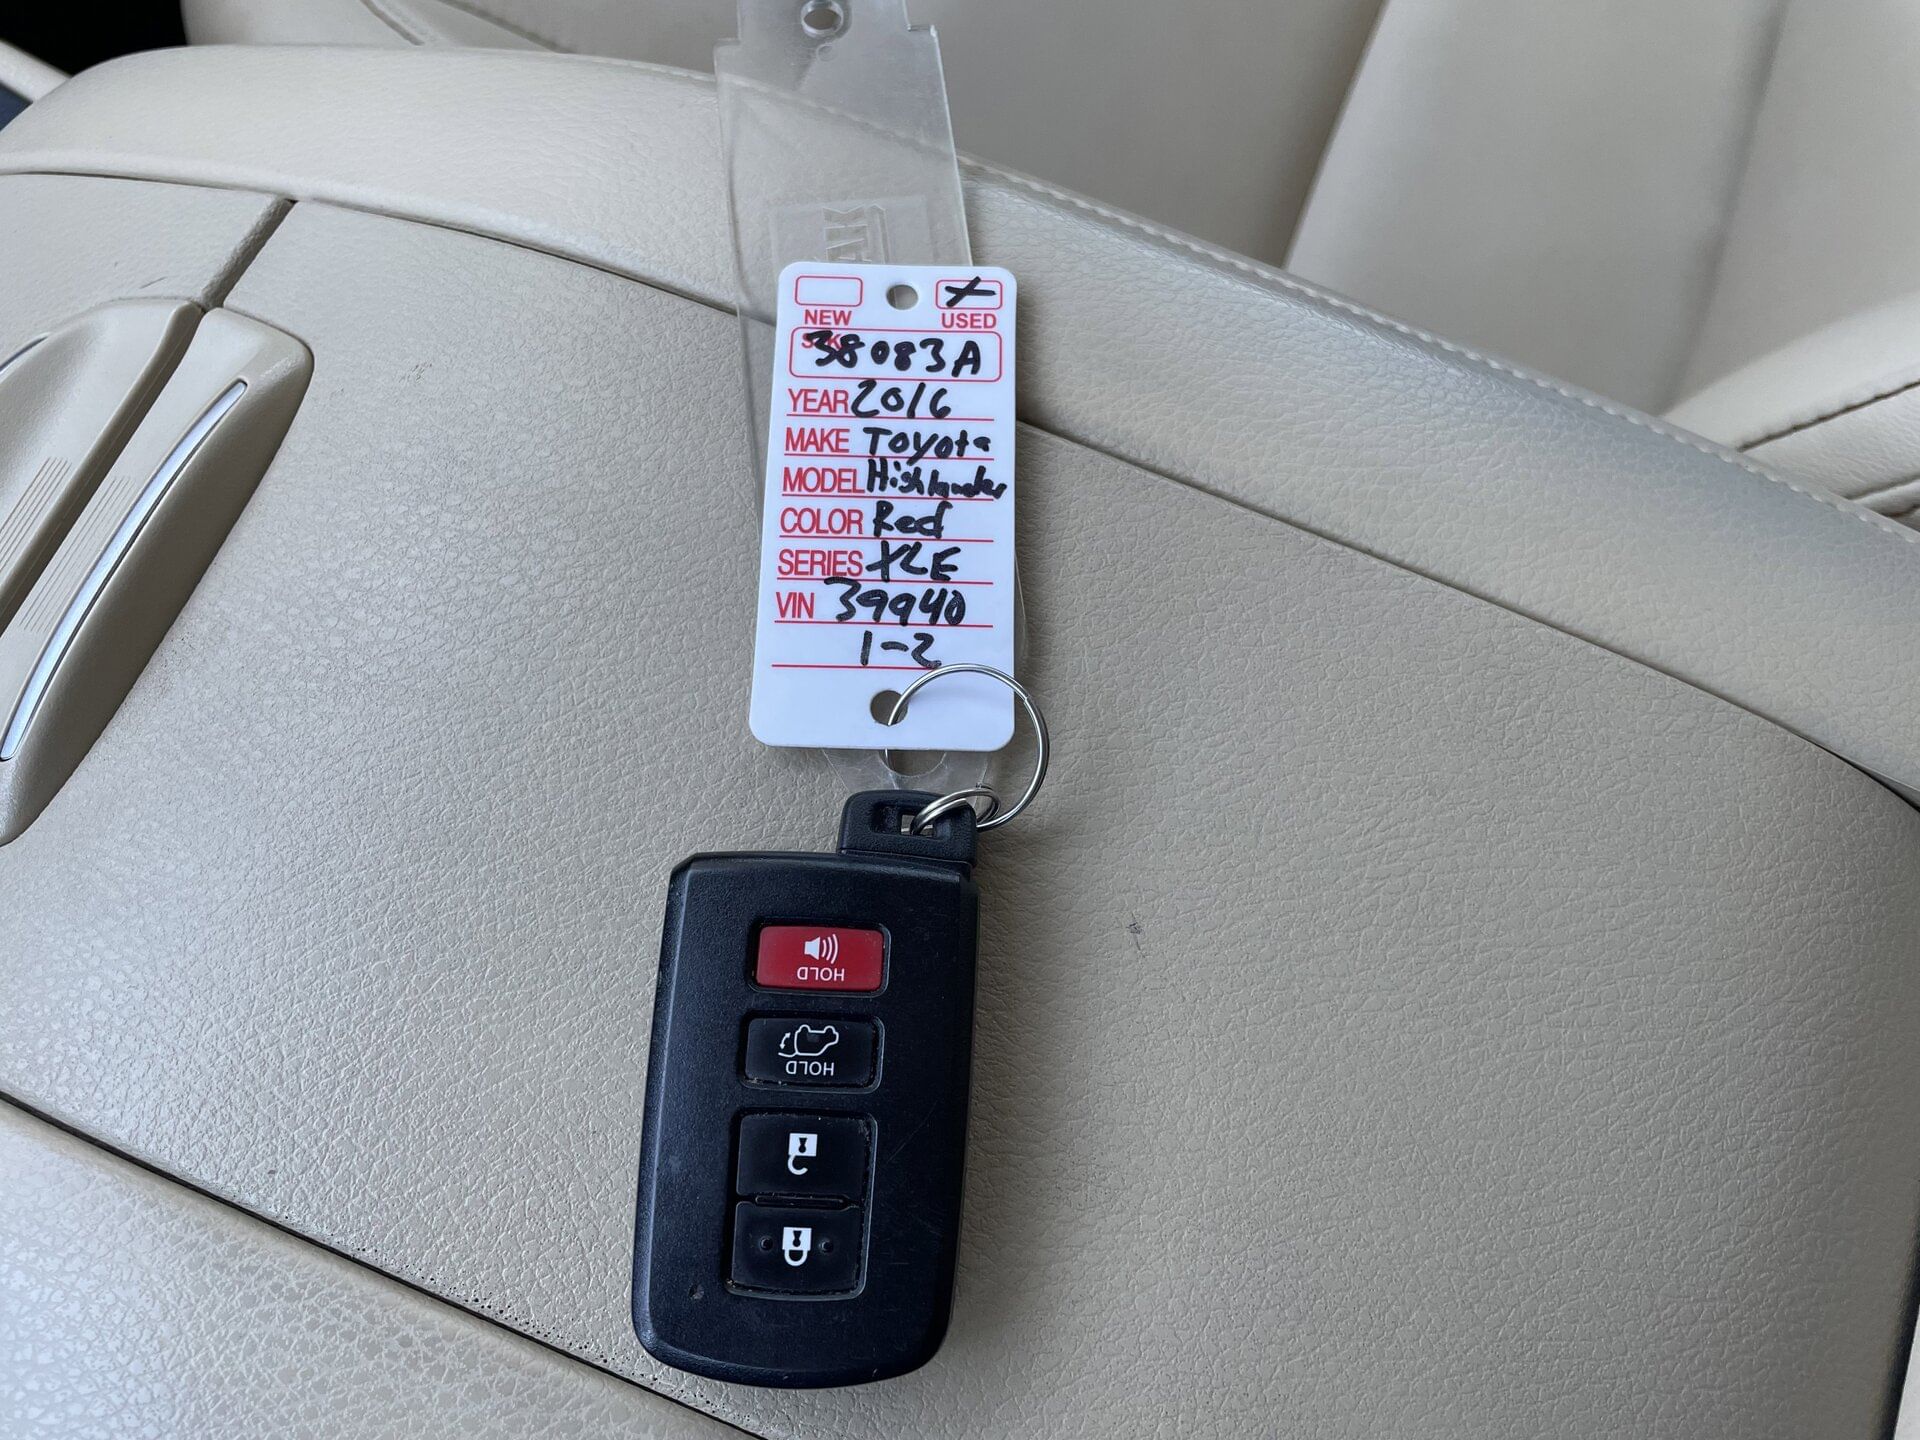 NEW USED
38083A
YEAR 2016
MAKE Toyota
MODEL Highlander
COLOR Red
SERIES XLE
VIN 39940
1-2
HOLD
HOLD